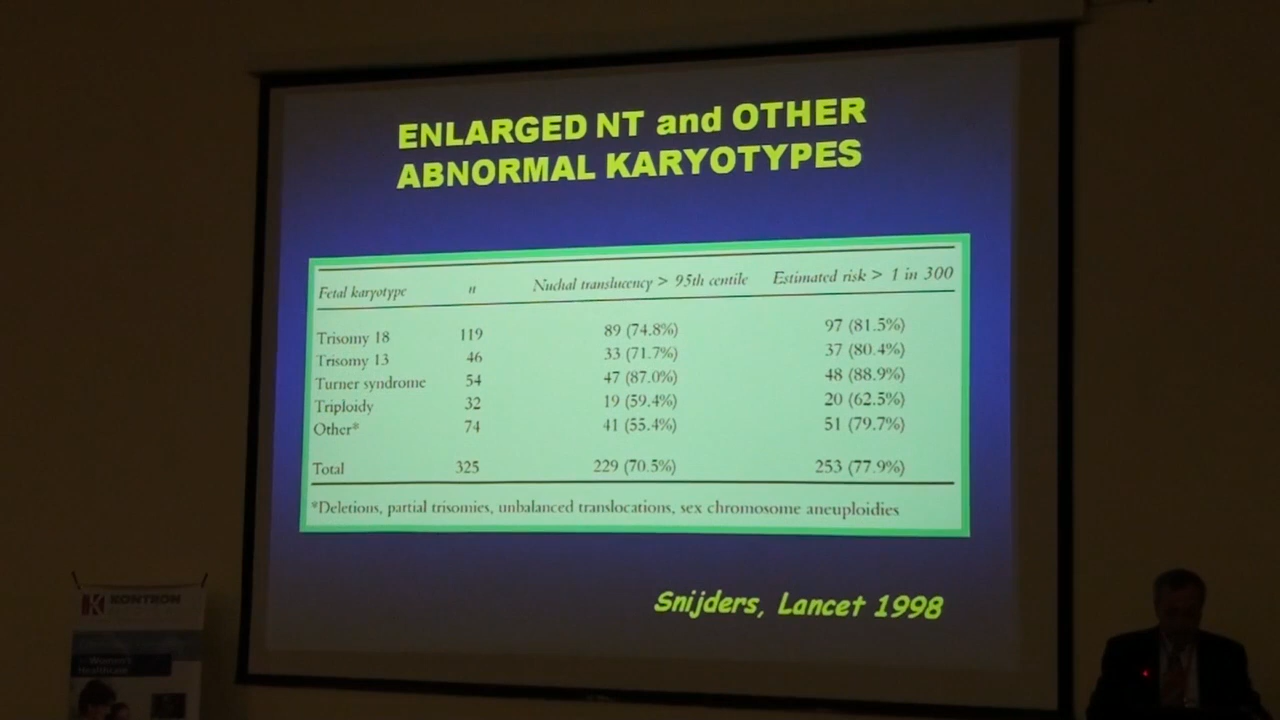 ENLARGED NT and OTHER
ABNORMAL KARYOTYPES
Fetal karyotype n Nuchal translucency > 95th centile Estimated risk > 1 in 300
Trisomy 18 119 89 (74.8%) 97 (81.5%)
Trisomy 13 46 33 (71.7%) 37 (80.4%)
Turner syndrome 54 47 (87.0%) 48 (88.9%)
Triploidy 32 19 (59.4%) 20 (62.5%)
Other* 74 41 (55.4%) 51 (79.7%)
Total 325 229 (70.5%) 253 (77.9%)
*Deletions, partial trisomies, unbalanced translocations, sex chromosome aneuploidies
Snijders, Lancet 1998
K KONTRON
Women's
Healthcare